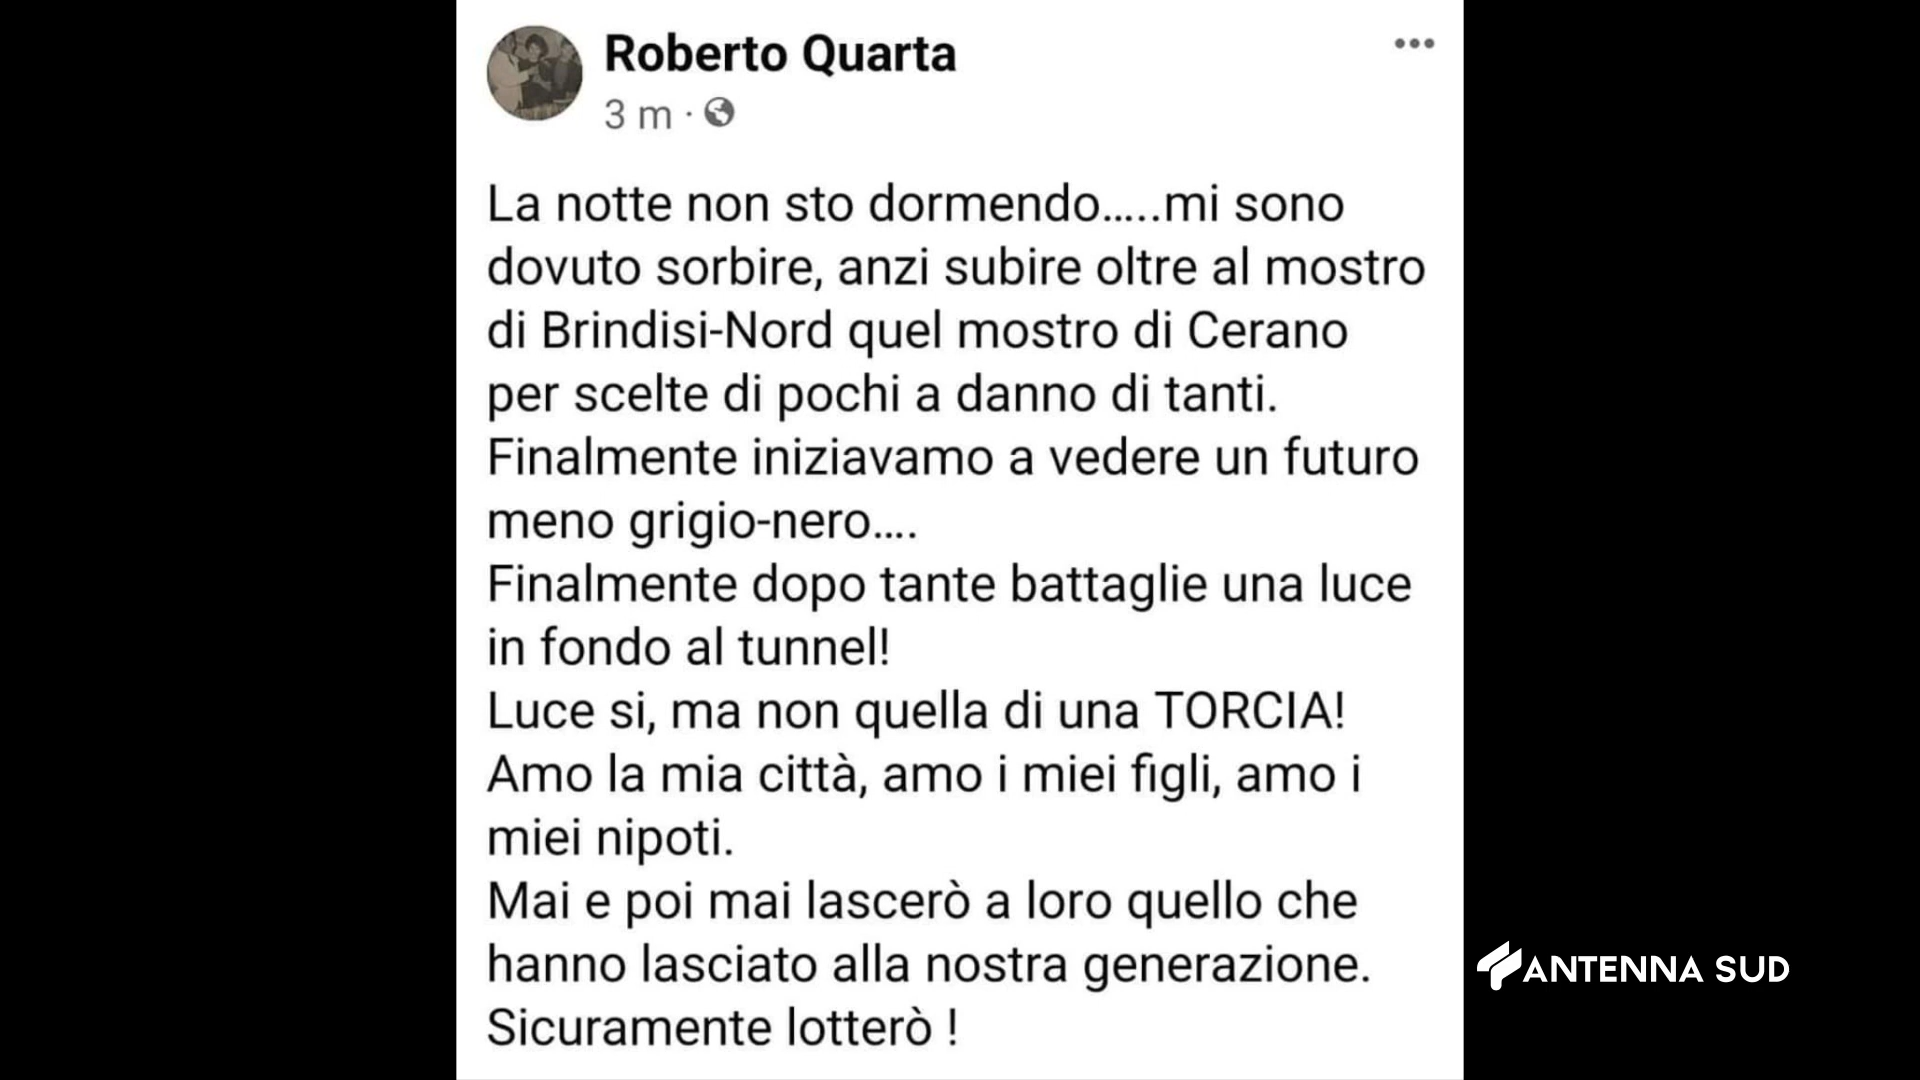 Roberto Quarta
3 m ·
La notte non sto dormendo.....mi sono
dovuto sorbire, anzi subire oltre al mostro
di Brindisi-Nord quel mostro di Cerano
per scelte di pochi a danno di tanti.
Finalmente iniziavamo a vedere un futuro
meno grigio-nero....
Finalmente dopo tante battaglie una luce
in fondo al tunnel!
Luce si, ma non quella di una TORCIA!
Amo la mia città, amo i miei figli, amo i
miei nipoti.
Mai e poi mai lascerò a loro quello che
hanno lasciato alla nostra generazione.
Sicuramente lotterò !
ANTENNA SUD